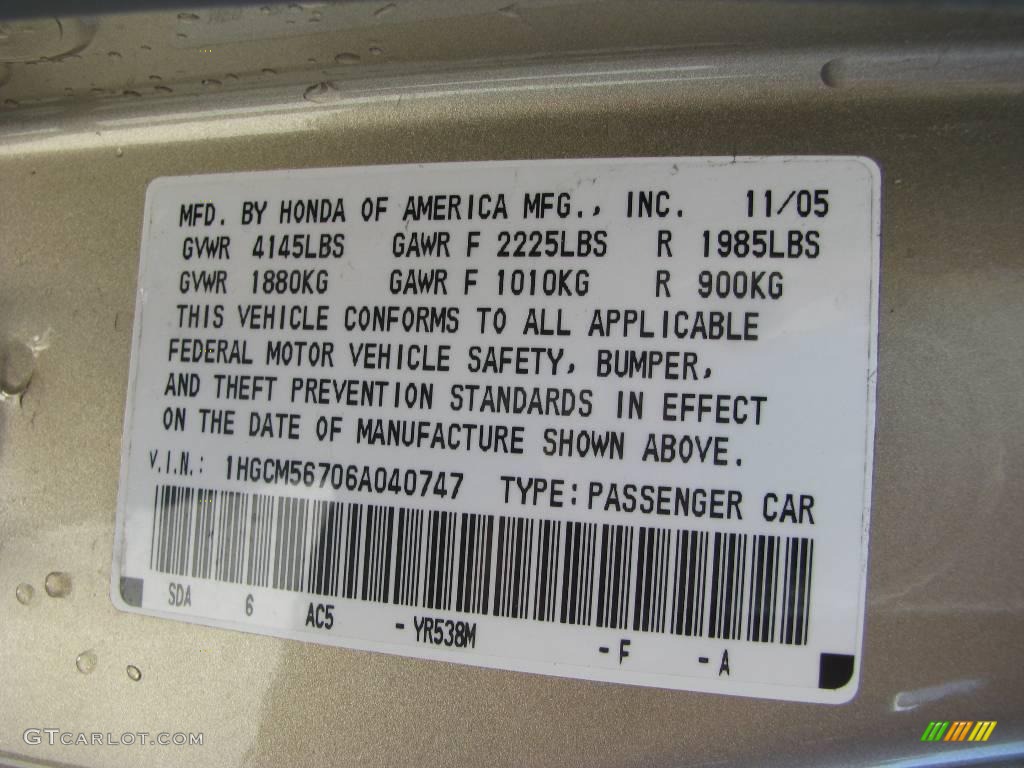 MFD. BY HONDA OF AMERICA MFG., INC. 11/05
GVWR 4145LBS GAWR F 2225LBS R 1985LBS
GVWR 1880KG GAWR F 1010KG R 900KG
THIS VEHICLE CONFORMS TO ALL APPLICABLE
FEDERAL MOTOR VEHICLE SAFETY, BUMPER,
AND THEFT PREVENTION STANDARDS IN EFFECT
ON THE DATE OF MANUFACTURE SHOWN ABOVE.
V.I.N.: 1HGCM56706A040747 TYPE: PASSENGER CAR
SDA 6 AC5 - YR538M - F - A
GTCARLOT.COM